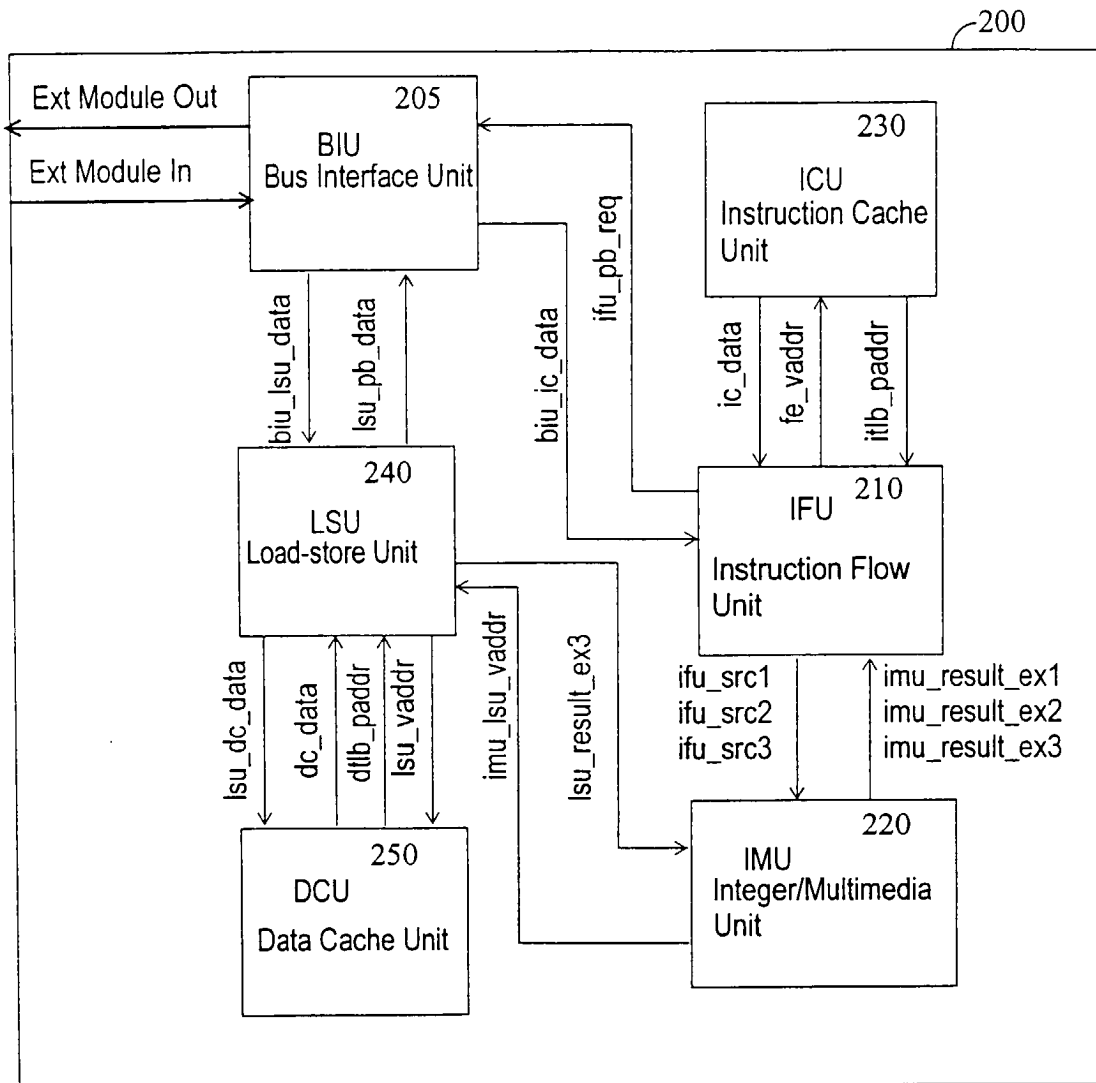 200
Ext Module Out
Ext Module In
205
BIU
Bus Interface Unit
230
ICU
Instruction Cache
Unit
biu_lsu_data
lsu_pb_data
biu_ic_data
ifu_pb_req
ic_data
fe_vaddr
itlb_paddr
240
LSU
Load-store Unit
210
IFU
Instruction Flow
Unit
lsu_dc_data
dc_data
dtlb_paddr
lsu_vaddr
imu_lsu_vaddr
lsu_result_ex3
ifu_src1
ifu_src2
ifu_src3
imu_result_ex1
imu_result_ex2
imu_result_ex3
250
DCU
Data Cache Unit
220
IMU
Integer/Multimedia
Unit